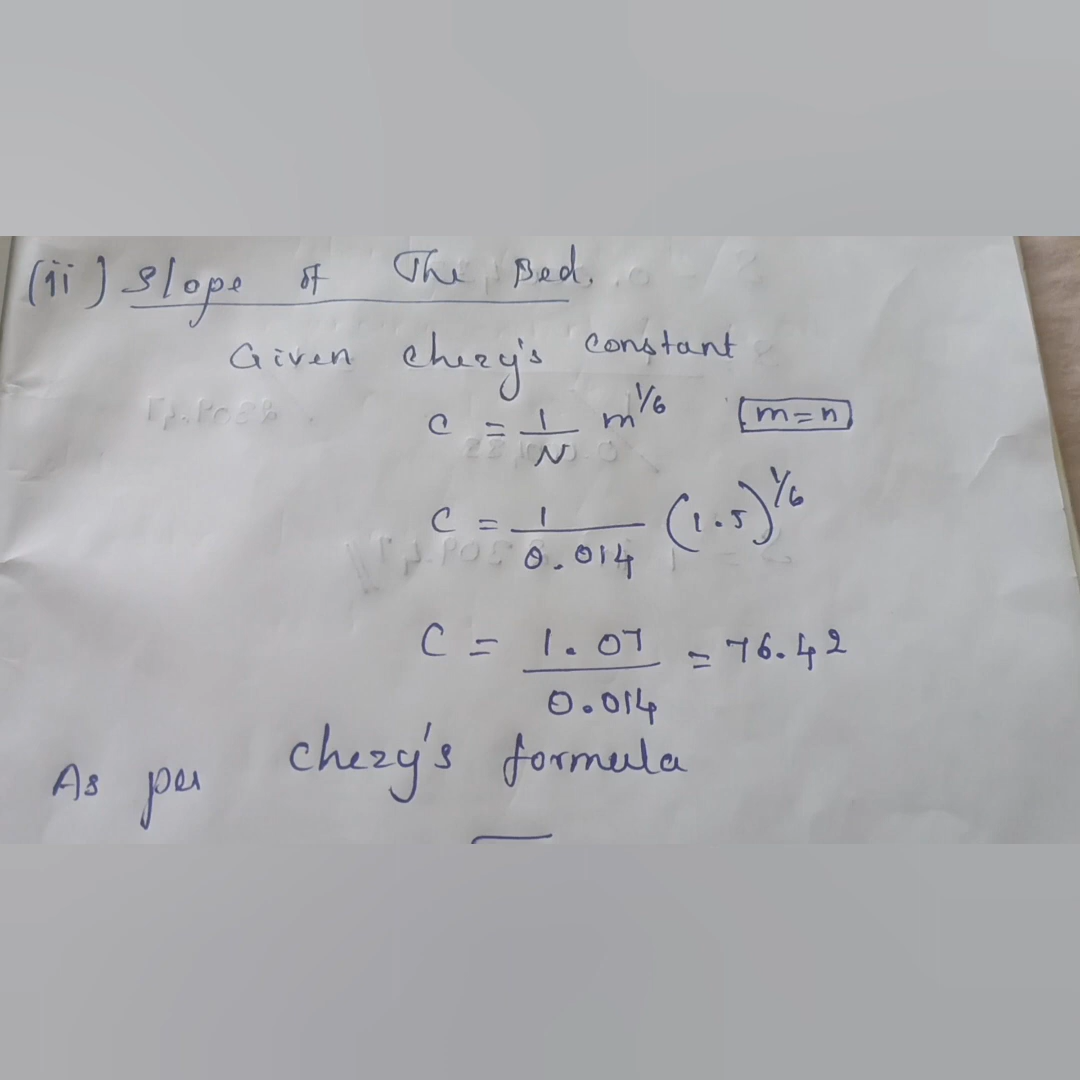 (ii) Slope of The Bed.
Given chezy's constant
C = 1/N m^1/6 m=n
C = 1/0.014 (1.5)^1/6
C = 1.07/0.014 = 76.42
As per chezy's formula